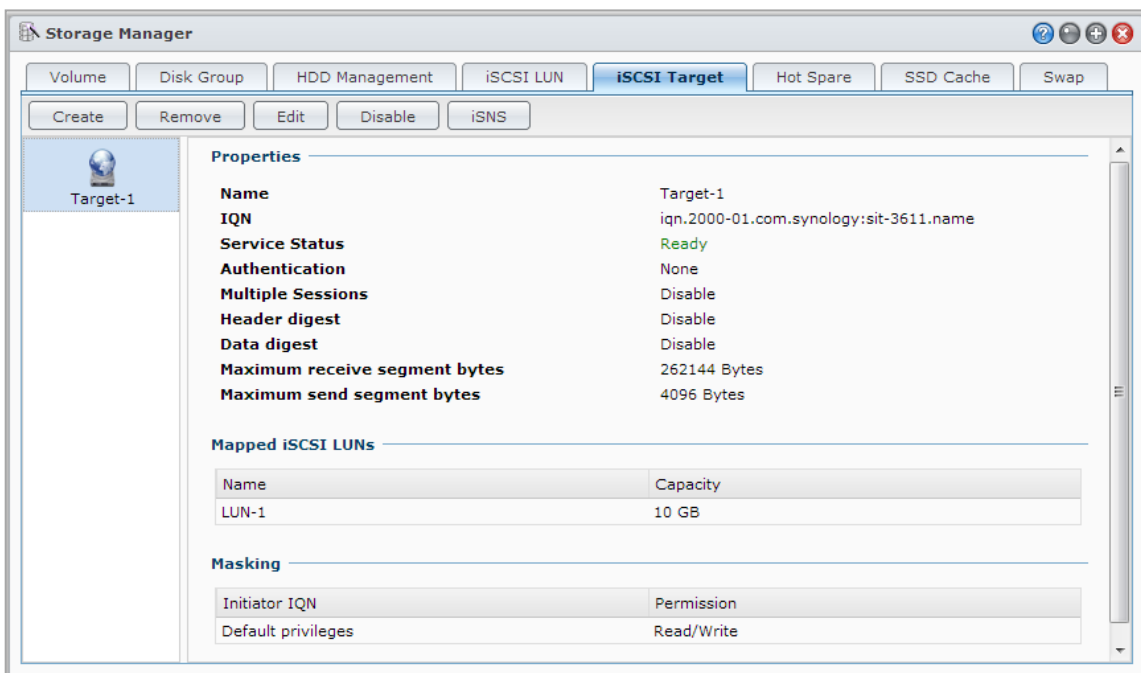 Storage Manager
Volume Disk Group HDD Management iSCSI LUN iSCSI Target Hot Spare SSD Cache Swap
Create Remove Edit Disable iSNS
Target-1
Properties
Name Target-1
IQN iqn.2000-01.com.synology:sit-3611.name
Service Status Ready
Authentication None
Multiple Sessions Disable
Header digest Disable
Data digest Disable
Maximum receive segment bytes 262144 Bytes
Maximum send segment bytes 4096 Bytes
Mapped iSCSI LUNs
Name Capacity
LUN-1 10 GB
Masking
Initiator IQN Permission
Default privileges Read/Write